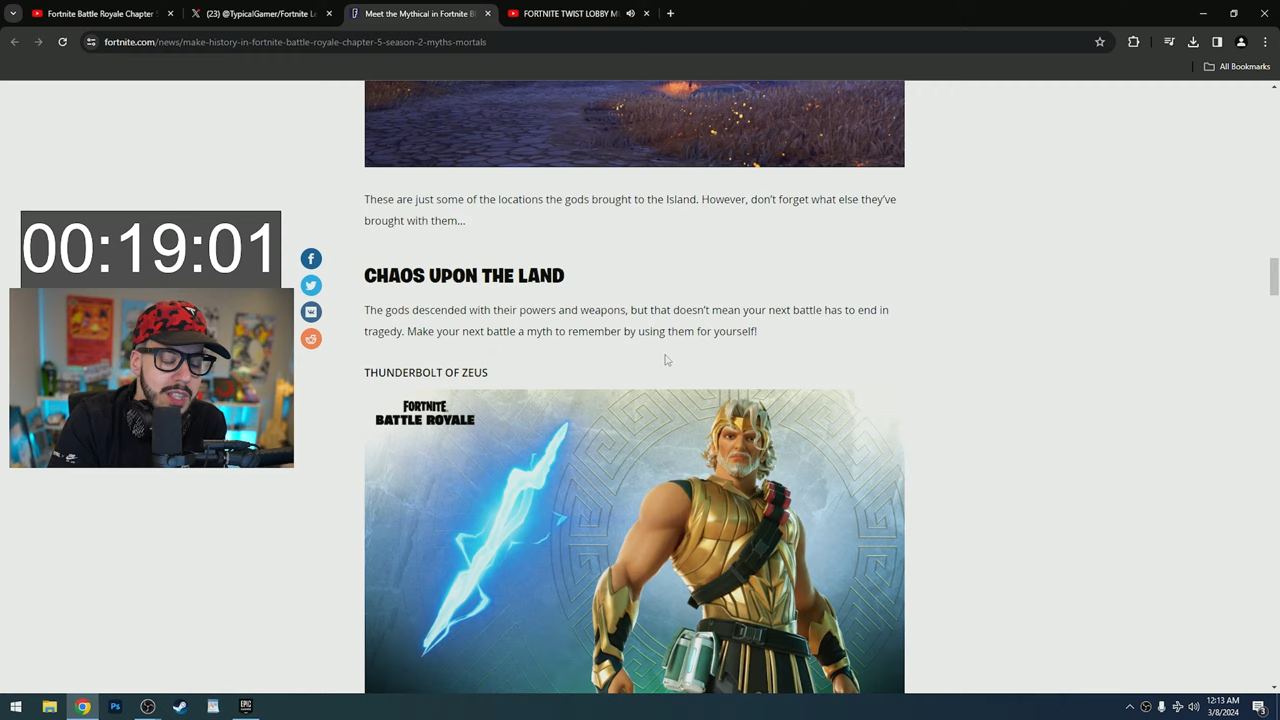 Fortnite Battle Royale Chapter
(23) @TypicalGamer/Fortnite Le
Meet the Mythical in Fortnite B
FORTNITE TWIST LOBBY M
fortnite.com/news/make-history-in-fortnite-battle-royale-chapter-5-season-2-myths-mortals
All Bookmarks
These are just some of the locations the gods brought to the Island. However, don't forget what else they've
brought with them...
00:19:01
CHAOS UPON THE LAND
The gods descended with their powers and weapons, but that doesn't mean your next battle has to end in
tragedy. Make your next battle a myth to remember by using them for yourself!
THUNDERBOLT OF ZEUS
FORTNITE
BATTLE ROYALE
12:13 AM
3/8/2024